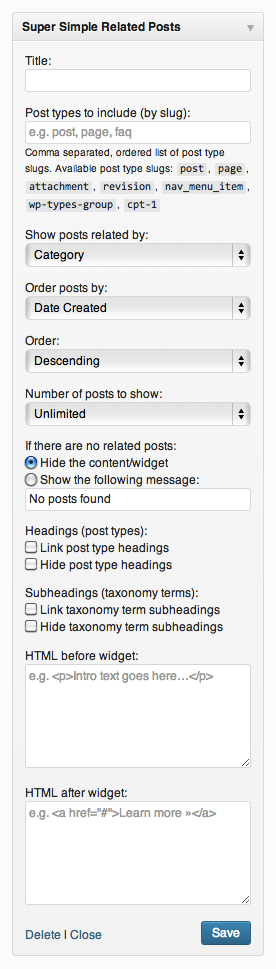 Super Simple Related Posts
Title:
Post types to include (by slug):
e.g. post, page, faq
Comma separated, ordered list of post type
slugs. Available post type slugs: post, page,
attachment, revision, nav_menu_item,
wp-types-group, cpt-1
Show posts related by:
Category
Order posts by:
Date Created
Order:
Descending
Number of posts to show:
Unlimited
If there are no related posts:
Hide the content/widget
Show the following message:
No posts found
Headings (post types):
Link post type headings
Hide post type headings
Subheadings (taxonomy terms):
Link taxonomy term subheadings
Hide taxonomy term subheadings
HTML before widget:
e.g. <p>Intro text goes here…</p>
HTML after widget:
e.g. <a href="#">Learn more »</a>
Delete | Close
Save